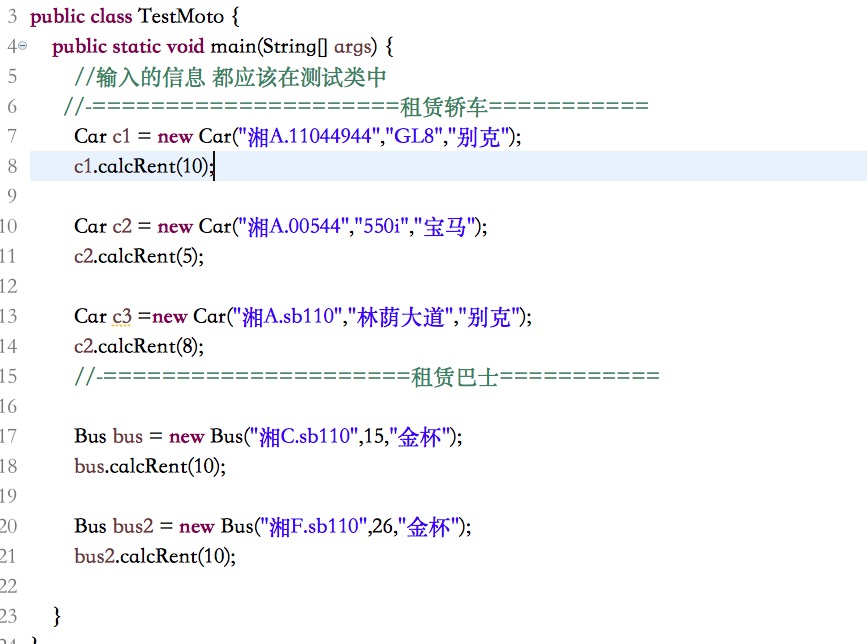 3 public class TestMoto {
4 public static void main(String[] args) {
5 //输入的信息 都应该在测试类中
6 //-=====================租赁轿车===========
7 Car c1 = new Car("湘A.11044944","GL8","别克");
8 c1.calcRent(10);
9
10 Car c2 = new Car("湘A.00544","550i","宝马");
11 c2.calcRent(5);
12
13 Car c3 =new Car("湘A.sb110","林荫大道","别克");
14 c2.calcRent(8);
15 //-=====================租赁巴士===========
16
17 Bus bus = new Bus("湘C.sb110",15,"金杯");
18 bus.calcRent(10);
19
20 Bus bus2 = new Bus("湘F.sb110",26,"金杯");
21 bus2.calcRent(10);
22
23 }
24 }